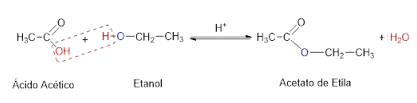 H₃C—C O OH + H—O—CH₂—CH₃ H⁺ H₃C—C O O—CH₂—CH₃ + H₂O
Ácido Acético Etanol Acetato de Etila